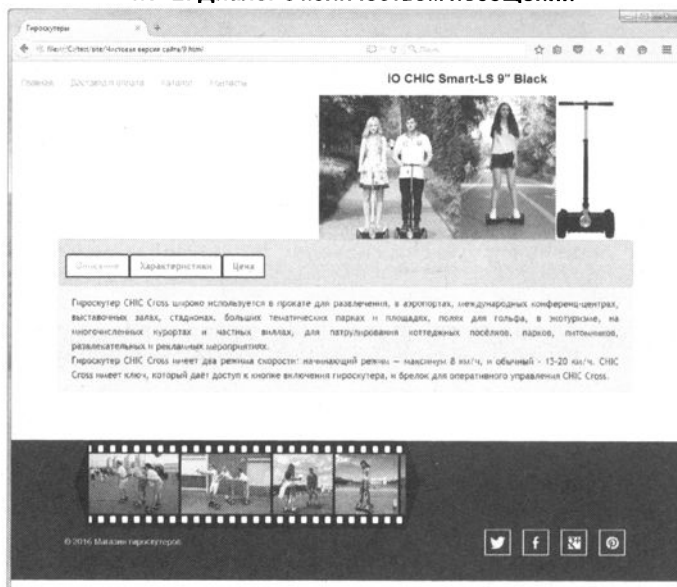 Гироскутеры
Главная Доставка и оплата Каталог Контакты
IO CHIC Smart-LS 9" Black
Описание Характеристики Цена
Гироскутер CHIC Cross широко используется в прокате для развлечения, в аэропортах, международных конференц-центрах,
выставочных залах, стадионах, больших тематических парках и площадях, полях для гольфа, в экотуризме, на
многочисленных курортах и частных виллах, для патрулирования коттеджных посёлков, парков, питомников,
развлекательных и рекламных мероприятиях.
Гироскутер CHIC Cross имеет два режима скорости: начинающий режим – максимум 8 км/ч, и обычный - 15-20 км/ч. CHIC
Cross имеет ключ, который даёт доступ к кнопке включения гироскутера, и брелок для оперативного управления CHIC Cross.
© 2016 Магазин гироскутеров